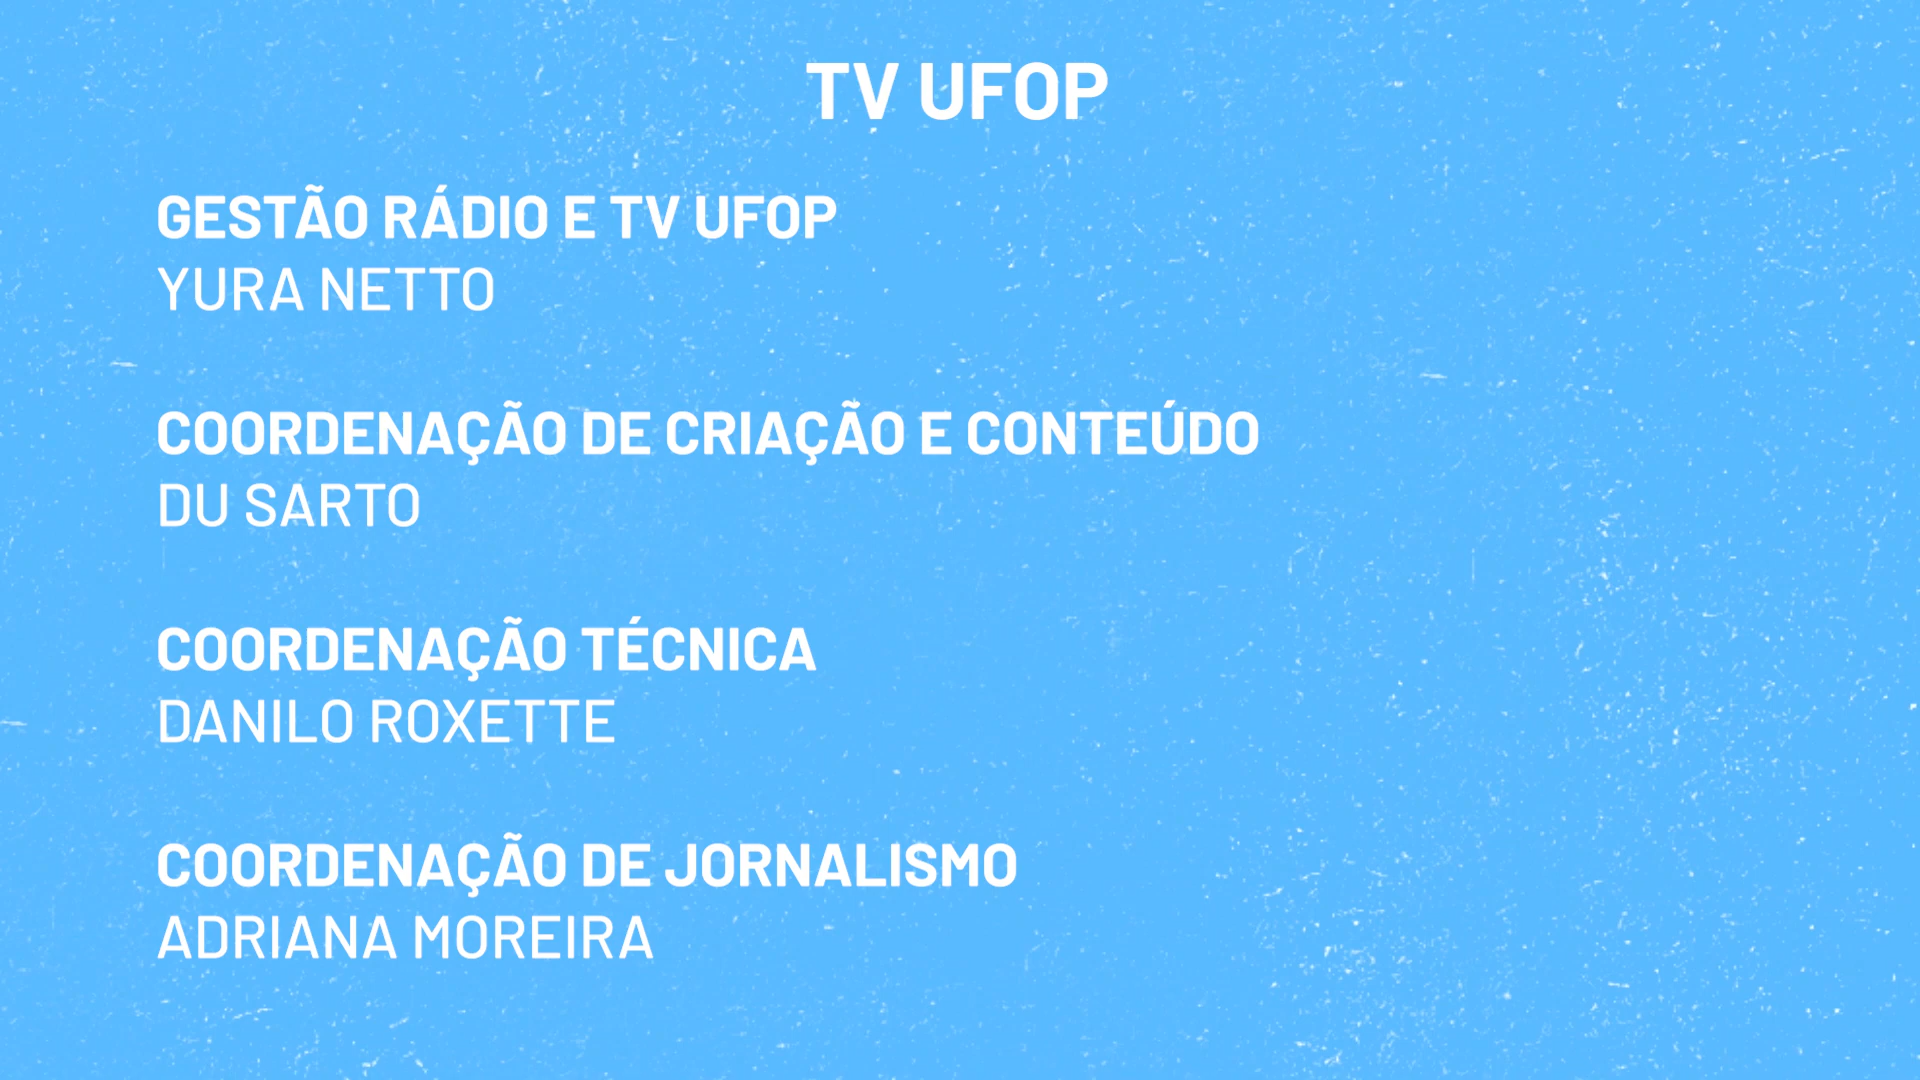 TV UFOP
GESTÃO RÁDIO E TV UFOP
YURA NETTO
COORDENAÇÃO DE CRIAÇÃO E CONTEÚDO
DU SARTO
COORDENAÇÃO TÉCNICA
DANILO ROXETTE
COORDENAÇÃO DE JORNALISMO
ADRIANA MOREIRA